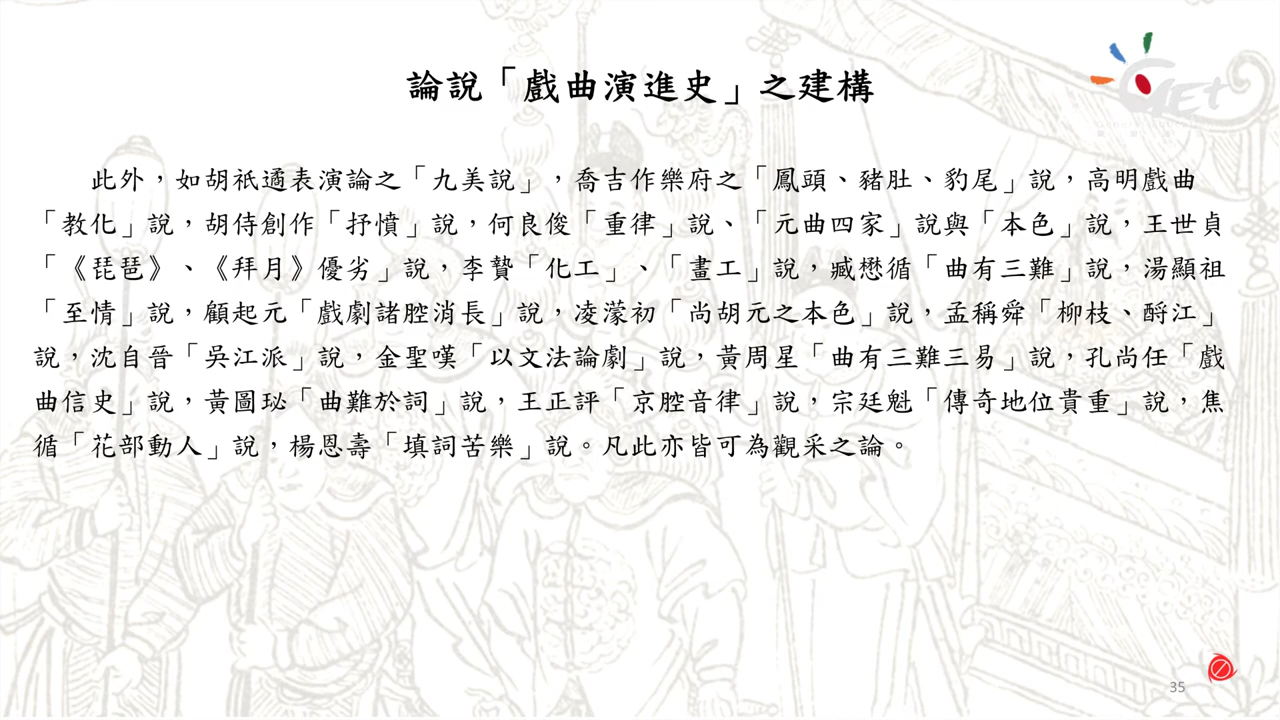 論說「戲曲演進史」之建構
此外，如胡祇遹表演論之「九美說」，喬吉作樂府之「鳳頭、豬肚、豹尾」說，高明戲曲
「教化」說，胡侍創作「抒憤」說，何良俊「重律」說、「元曲四家」說與「本色」說，王世貞
「《琵琶》、《拜月》優劣」說，李贄「化工」、「畫工」說，臧懋循「曲有三難」說，湯顯祖
「至情」說，顧起元「戲劇諸腔消長」說，凌濛初「尚胡元之本色」說，孟稱舜「柳枝、酹江」
說，沈自晉「吳江派」說，金聖嘆「以文法論劇」說，黃周星「曲有三難三易」說，孔尚任「戲
曲信史」說，黃圖珌「曲難於詞」說，王正評「京腔音律」說，宗廷魁「傳奇地位貴重」說，焦
循「花部動人」說，楊恩壽「填詞苦樂」說。凡此亦皆可為觀采之論。
GEt
35